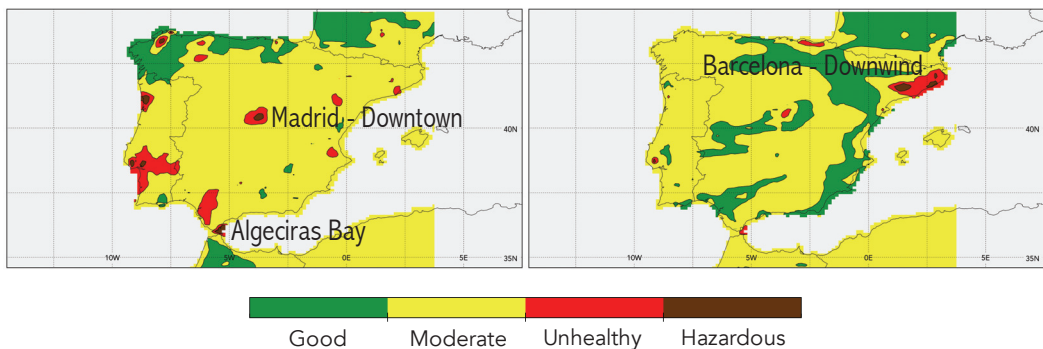 Barcelona - Downwind
Madrid - Downtown
40N
40N
Algeciras Bay
10W
5W
0E
5E
35N
10W
5W
0E
5E
35N
Good
Moderate
Unhealthy
Hazardous